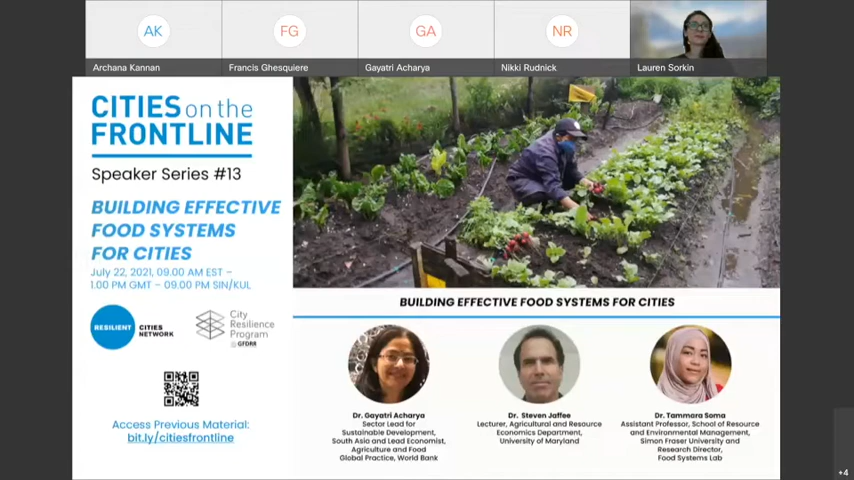 AK
FG
GA
NR
Archana Kannan
Francis Ghesquiere
Gayatri Acharya
Nikki Rudnick
Lauren Sorkin
CITIES on the
FRONTLINE
Speaker Series #13
BUILDING EFFECTIVE
FOOD SYSTEMS
FOR CITIES
July 22, 2021, 09.00 AM EST –
1.00 PM GMT – 09.00 PM SIN/KUL
RESILIENT
CITIES
NETWORK
City
Resilience
Program
@ GFDRR
Access Previous Material:
bit.ly/citiesfrontline
BUILDING EFFECTIVE FOOD SYSTEMS FOR CITIES
Dr. Gayatri Acharya
Sector Lead for
Sustainable Development,
South Asia and Lead Economist,
Agriculture and Food
Global Practice, World Bank
Dr. Steven Jaffee
Lecturer, Agricultural and Resource
Economics Department,
University of Maryland
Dr. Tammara Soma
Assistant Professor, School of Resource
and Environmental Management,
Simon Fraser University and
Research Director,
Food Systems Lab
+4